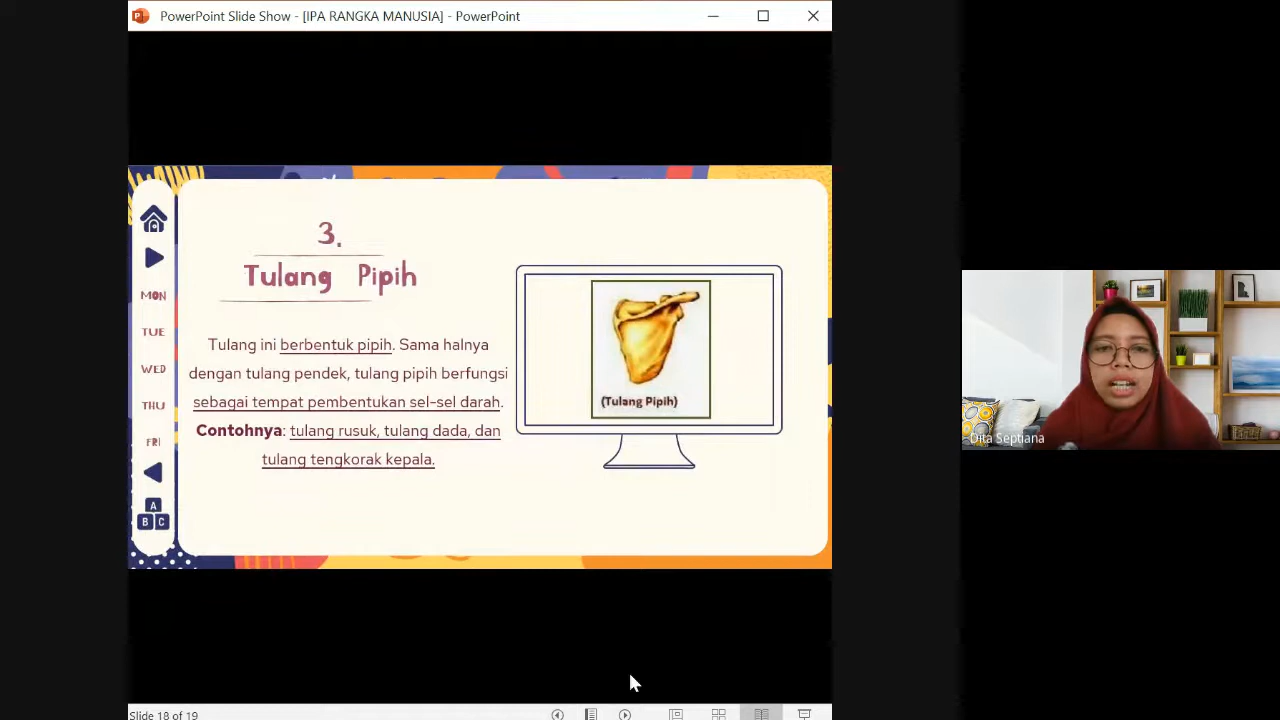 PowerPoint Slide Show - [IPA RANGKA MANUSIA] - PowerPoint
3.
Tulang Pipih
MON
TUE
WED
THU
FRI
A
B C
Tulang ini berbentuk pipih. Sama halnya
dengan tulang pendek, tulang pipih berfungsi
sebagai tempat pembentukan sel-sel darah.
Contohnya: tulang rusuk, tulang dada, dan
tulang tengkorak kepala.
(Tulang Pipih)
Dita Septiana
Slide 18 of 19